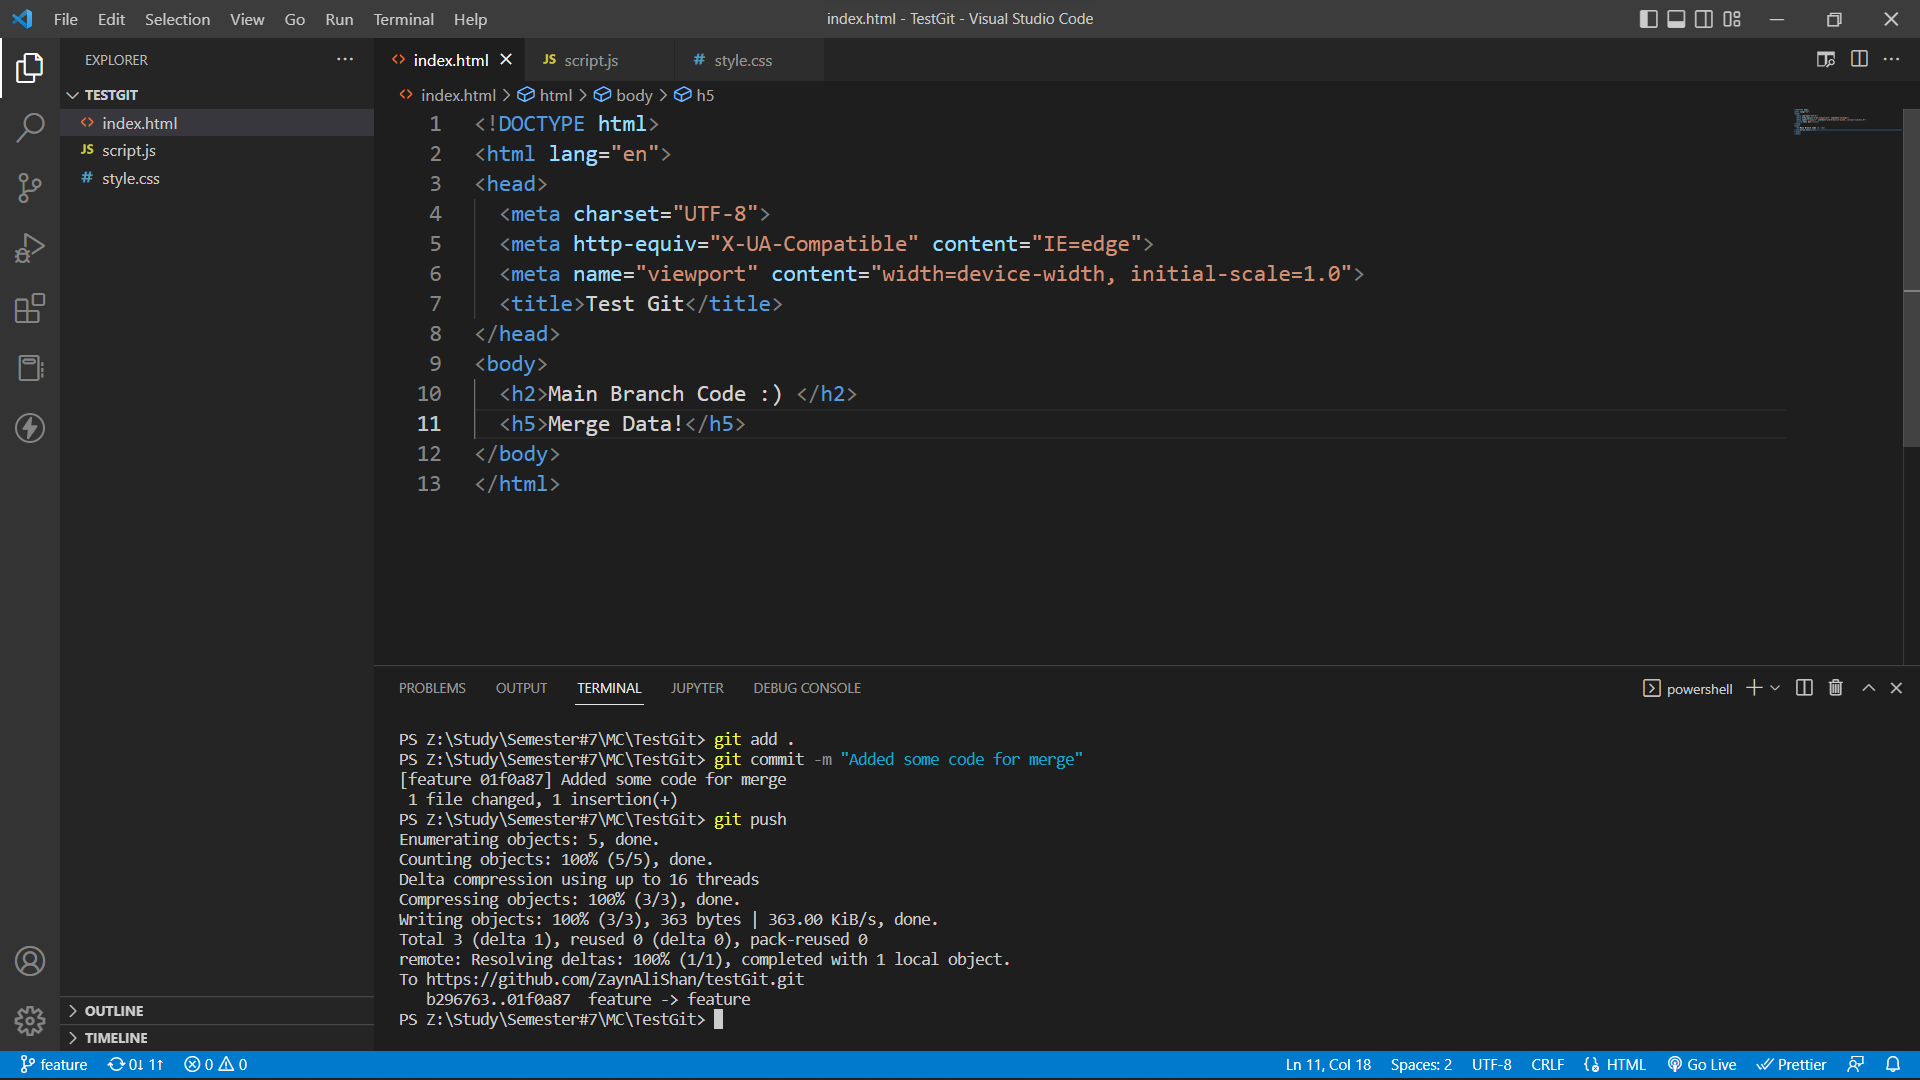 File Edit Selection View Go Run Terminal Help
index.html - TestGit - Visual Studio Code
EXPLORER
TESTGIT
index.html
JS script.js
# style.css
OUTLINE
TIMELINE
index.html JS script.js # style.css
index.html > html > body > h5
1 <!DOCTYPE html>
2 <html lang="en">
3 <head>
4 <meta charset="UTF-8">
5 <meta http-equiv="X-UA-Compatible" content="IE=edge">
6 <meta name="viewport" content="width=device-width, initial-scale=1.0">
7 <title>Test Git</title>
8 </head>
9 <body>
10 <h2>Main Branch Code :) </h2>
11 <h5>Merge Data!</h5>
12 </body>
13 </html>
PROBLEMS OUTPUT TERMINAL JUPYTER DEBUG CONSOLE
powershell
PS Z:\Study\Semester#7\MC\TestGit> git add .
PS Z:\Study\Semester#7\MC\TestGit> git commit -m "Added some code for merge"
[feature 01f0a87] Added some code for merge
1 file changed, 1 insertion(+)
PS Z:\Study\Semester#7\MC\TestGit> git push
Enumerating objects: 5, done.
Counting objects: 100% (5/5), done.
Delta compression using up to 16 threads
Compressing objects: 100% (3/3), done.
Writing objects: 100% (3/3), 363 bytes | 363.00 KiB/s, done.
Total 3 (delta 1), reused 0 (delta 0), pack-reused 0
remote: Resolving deltas: 100% (1/1), completed with 1 local object.
To https://github.com/ZaynAliShan/testGit.git
b296763..01f0a87 feature -> feature
PS Z:\Study\Semester#7\MC\TestGit>
feature 0↓ 1↑ 0 0
Ln 11, Col 18 Spaces: 2 UTF-8 CRLF HTML Go Live Prettier